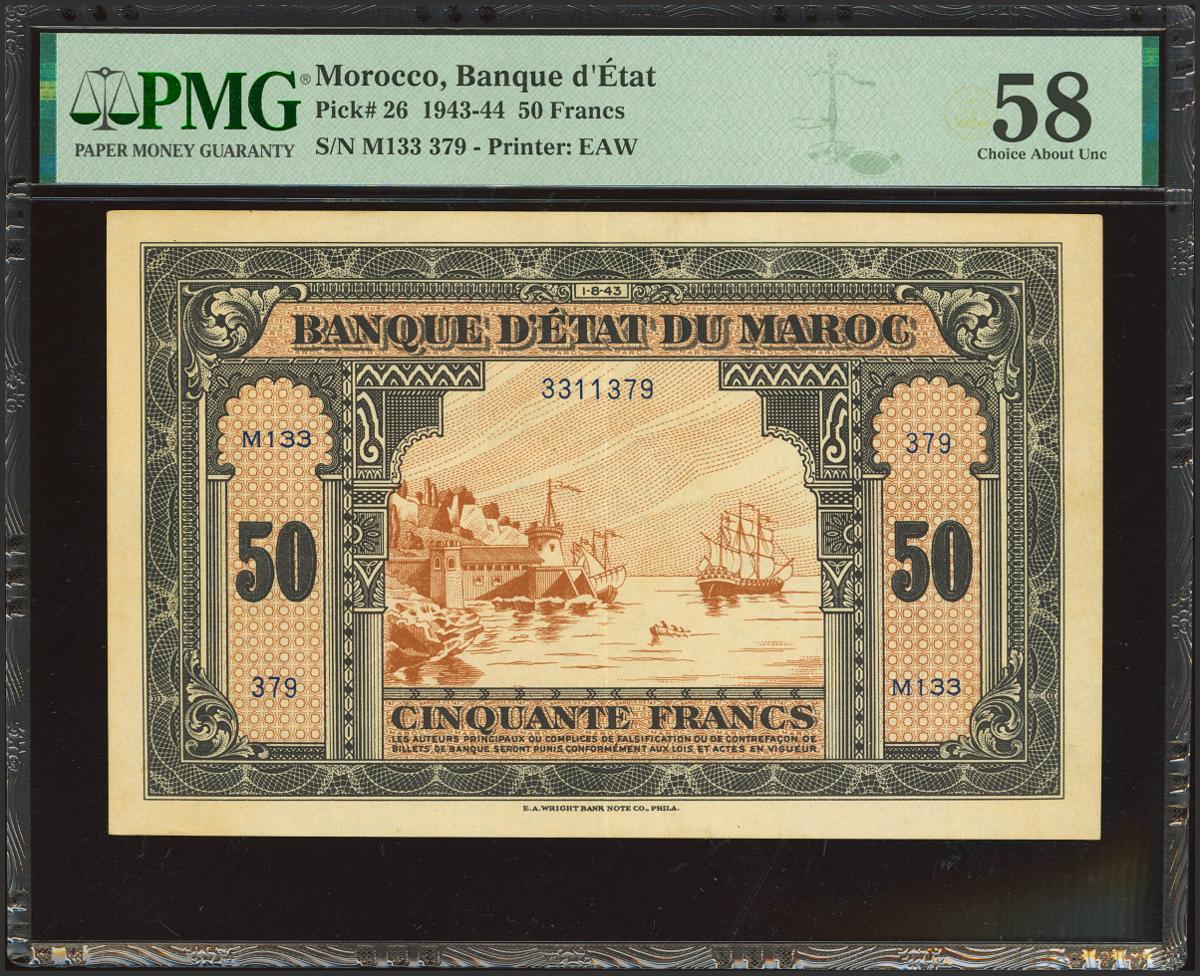 PMG®
PAPER MONEY GUARANTY
Morocco, Banque d'État
Pick# 26 1943-44 50 Francs
S/N M133 379 - Printer: EAW
58
Choice About Unc
1-8-43
BANQUE D'ÉTAT DU MAROC
3311379
M133
379
50
50
379
M133
CINQUANTE FRANCS
LES AUTEURS PRINCIPAUX OU COMPLICES DE FALSIFICATION OU DE CONTREFAÇON DE
BILLETS DE BANQUE SERONT PUNIS CONFORMÉMENT AUX LOIS ET ACTES EN VIGUEUR.
E.A.WRIGHT BANK NOTE CO., PHILA.